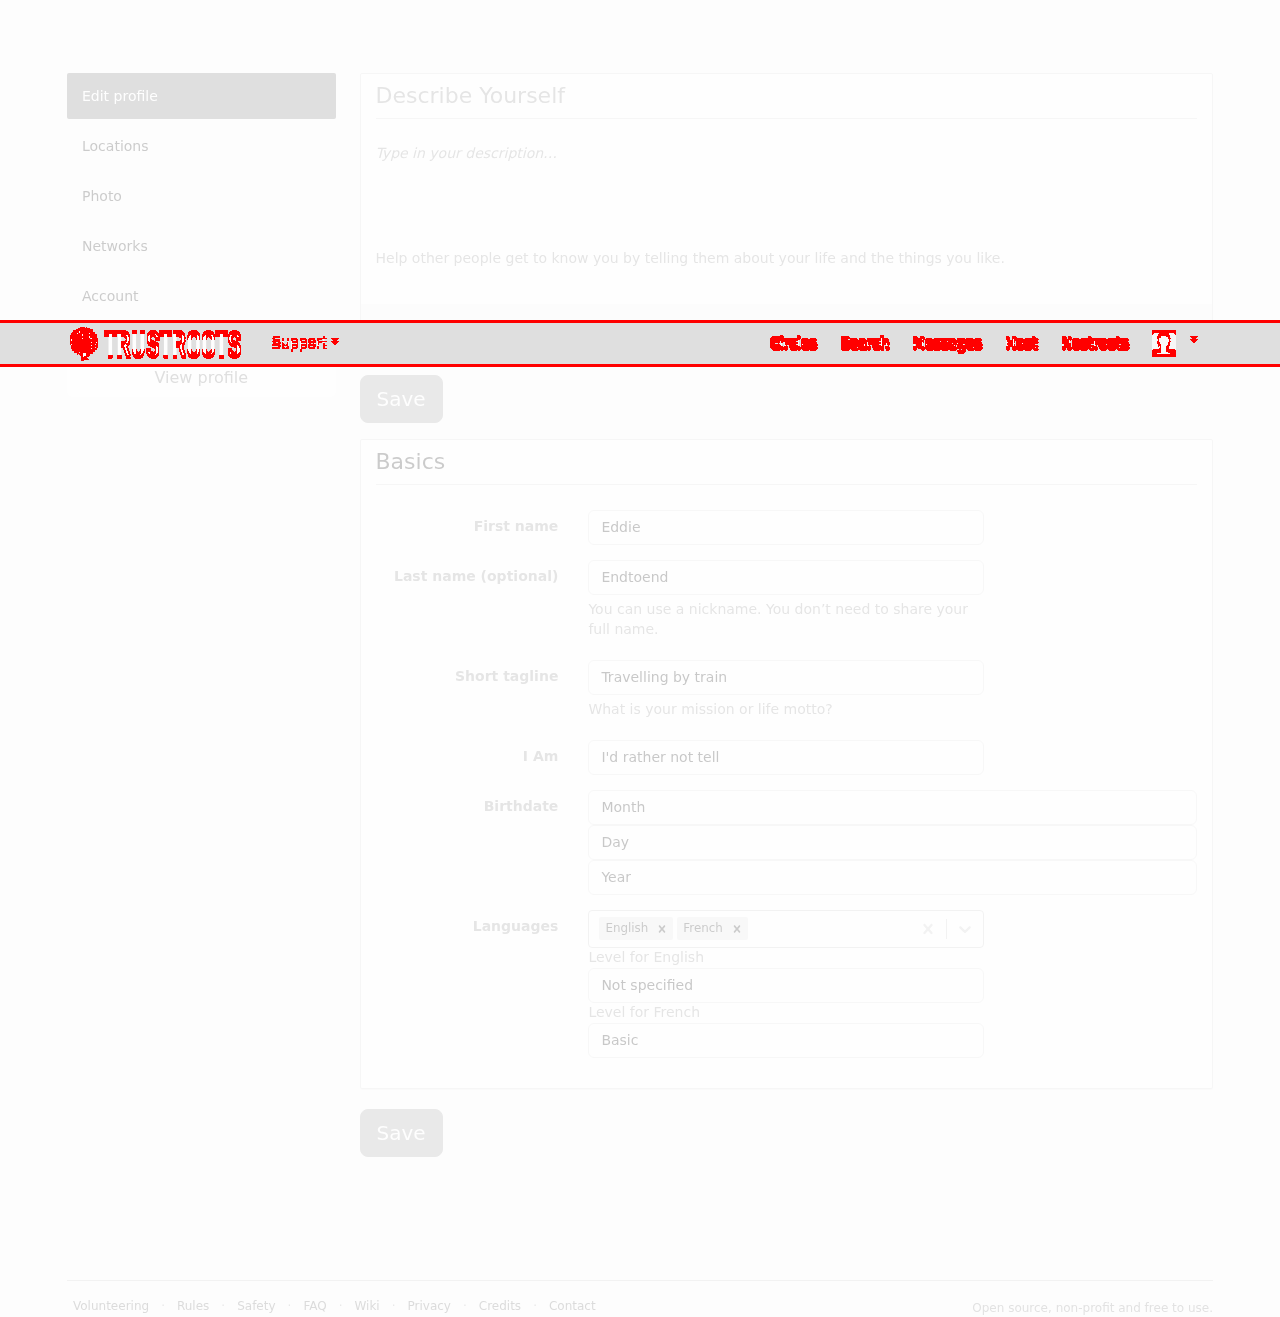 Edit profile
Locations
Photo
Networks
Account
Describe Yourself
Type in your description...
Help other people get to know you by telling them about your life and the things you like.
TRUSTROOTS Support Circles Search Messages Host Nostroots
View profile
Save
Basics
First name Eddie
Last name (optional) Endtoend
You can use a nickname. You don’t need to share your
full name.
Short tagline Travelling by train
What is your mission or life motto?
I Am I'd rather not tell
Birthdate Month
Day
Year
Languages English x French x
Level for English
Not specified
Level for French
Basic
Save
Volunteering · Rules · Safety · FAQ · Wiki · Privacy · Credits · Contact
Open source, non-profit and free to use.